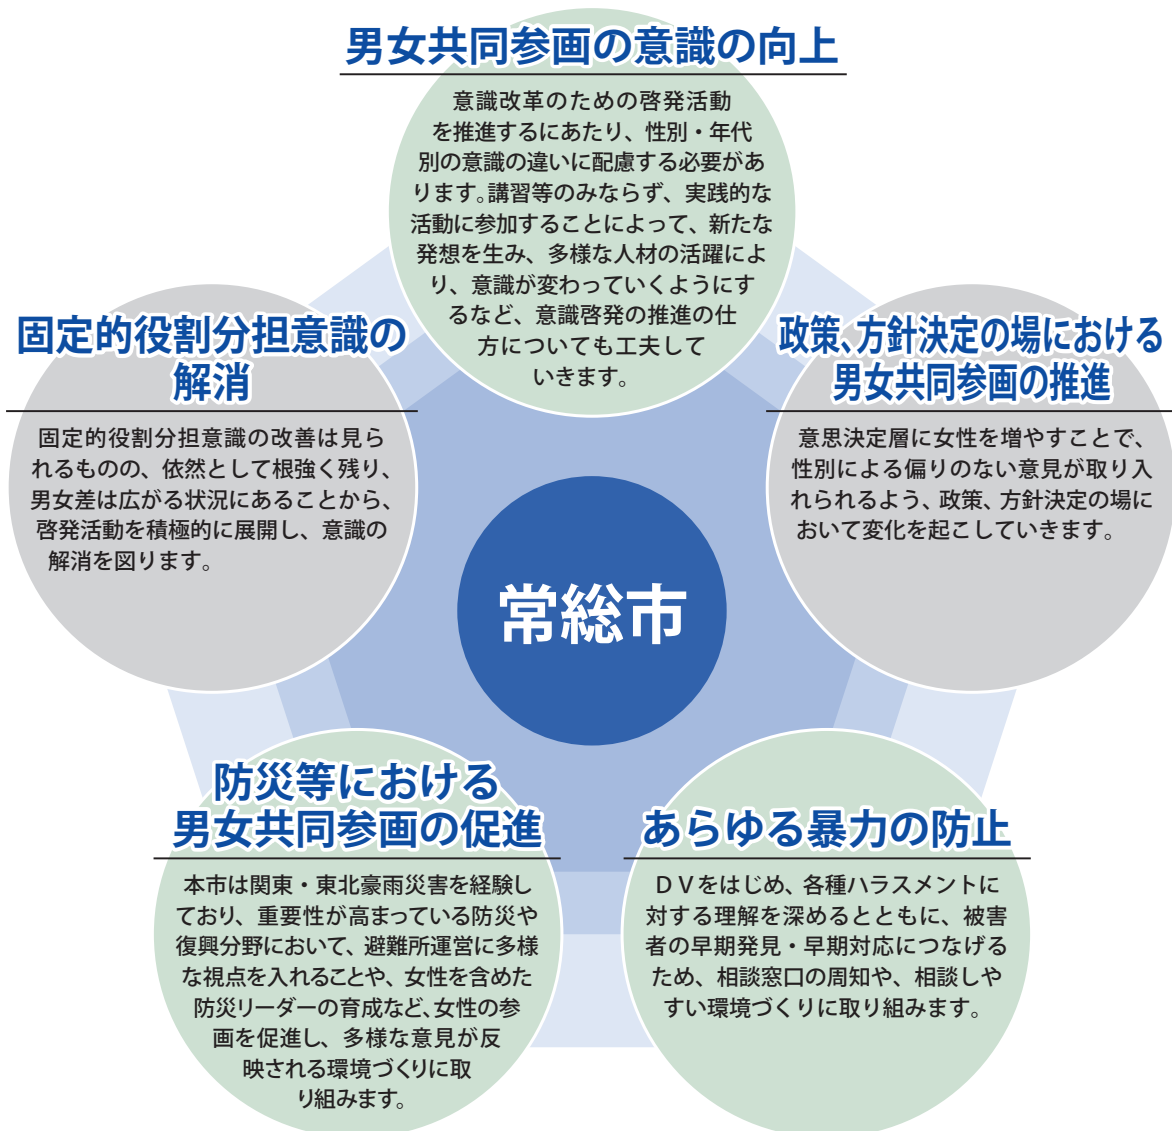 男女共同参画の意識の向上
意識改革のための啓発活動
を推進するにあたり、性別・年代
別の意識の違いに配慮する必要があ
ります。講習等のみならず、実践的な
活動に参加することによって、新たな
発想を生み、多様な人材の活躍によ
り、意識が変わっていくようにす
るなど、意識啓発の推進の仕
方についても工夫して
いきます。
固定的役割分担意識の
解消
固定的役割分担意識の改善は見ら
れるものの、依然として根強く残り、
男女差は広がる状況にあることから、
啓発活動を積極的に展開し、意識の
解消を図ります。
政策、方針決定の場における
男女共同参画の推進
意思決定層に女性を増やすことで、
性別による偏りのない意見が取り入
れられるよう、政策、方針決定の場に
おいて変化を起こしていきます。
常総市
防災等における
男女共同参画の促進
本市は関東・東北豪雨災害を経験し
ており、重要性が高まっている防災や
復興分野において、避難所運営に多様
な視点を入れることや、女性を含めた
防災リーダーの育成など、女性の参
画を促進し、多様な意見が反
映される環境づくりに取
り組みます。
あらゆる暴力の防止
ＤＶをはじめ、各種ハラスメントに
対する理解を深めるとともに、被害
者の早期発見・早期対応につなげる
ため、相談窓口の周知や、相談しや
すい環境づくりに取り組みます。